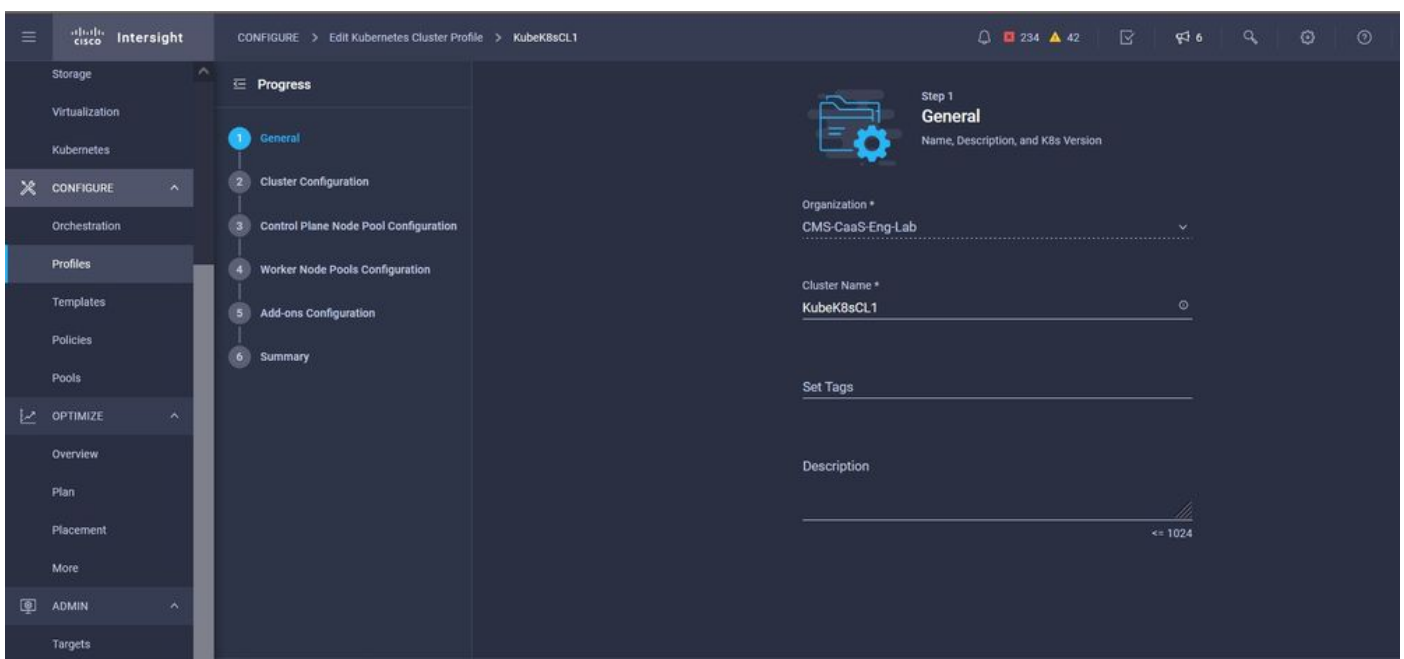 cisco Intersight
CONFIGURE > Edit Kubernetes Cluster Profile > KubeK8sCL1
234 42
6
Storage
Virtualization
Kubernetes
CONFIGURE
Orchestration
Profiles
Templates
Policies
Pools
OPTIMIZE
Overview
Plan
Placement
More
ADMIN
Targets
Progress
1 General
2 Cluster Configuration
3 Control Plane Node Pool Configuration
4 Worker Node Pools Configuration
5 Add-ons Configuration
6 Summary
Step 1
General
Name, Description, and K8s Version
Organization *
CMS-CaaS-Eng-Lab
Cluster Name *
KubeK8sCL1
Set Tags
Description
<= 1024